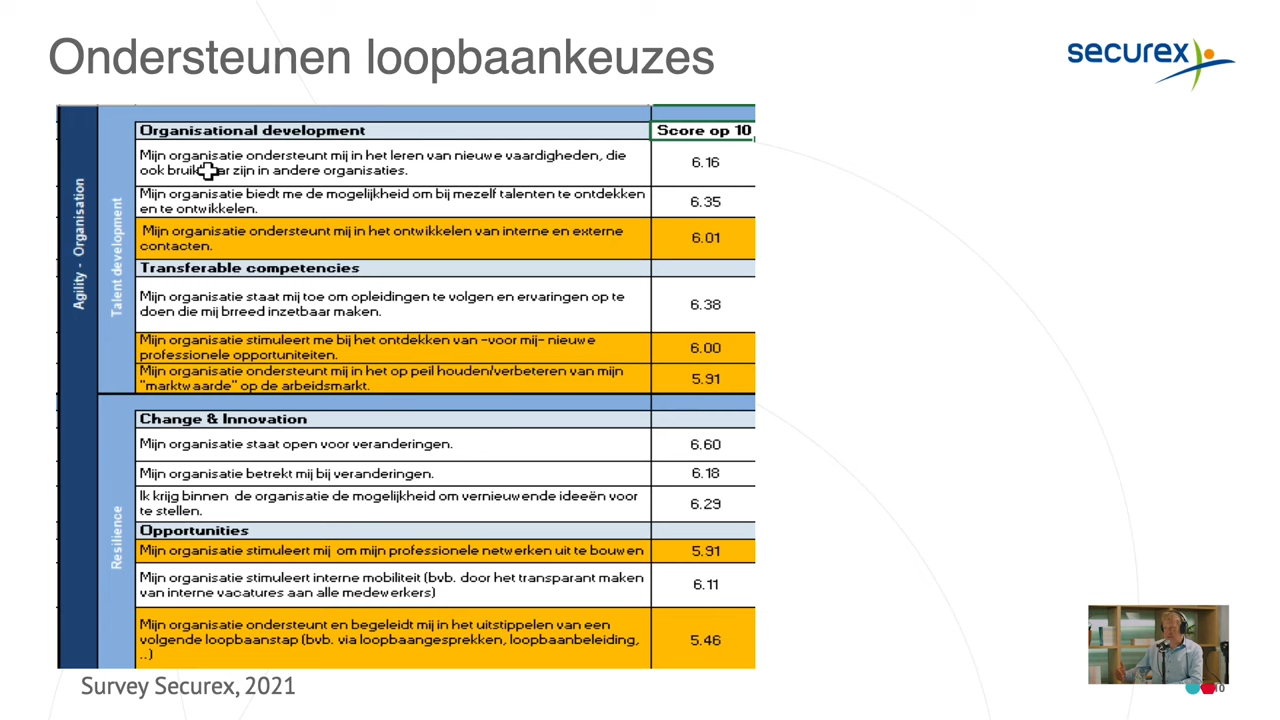 Ondersteunen loopbaankeuzes
securex
Agility - Organisation
Talent development
Organisational development
Score op 10
Mijn organisatie ondersteunt mij in het leren van nieuwe vaardigheden, die
ook zijn in andere organisaties.
6.16
Mijn organisatie biedt me de mogelijkheid om bij mezelf talenten te ontdekken
en te ontwikkelen.
6.35
Mijn organisatie ondersteunt mij in het ontwikkelen van interne en externe
contacten.
6.01
Transferable competencies
Mijn organisatie staat mij toe om opleidingen te volgen en ervaringen op te
doen die mij brreed inzetbaar maken.
6.38
Mijn organisatie stimuleert me bij het ontdekken van -voor mij- nieuwe
professionele opportuniteiten.
6.00
Mijn organisatie ondersteunt mij in het op peil houden/verbeteren van mijn
"marktwaarde" op de arbeidsmarkt.
5.91
Resilience
Change & Innovation
Mijn organisatie staat open voor veranderingen.
6.60
Mijn organisatie betrekt mij bij veranderingen.
6.18
Ik krijg binnen de organisatie de mogelijkheid om vernieuwende ideeën voor
te stellen.
6.29
Opportunities
Mijn organisatie stimuleert mij om mijn professionele netwerken uit te bouwen
5.91
Mijn organisatie stimuleert interne mobiliteit (bvb. door het transparant maken
van interne vacatures aan alle medewerkers)
6.11
Mijn organisatie ondersteunt en begeleidt mij in het uitstippelen van een
volgende loopbaanstap (bvb. via loopbaangesprekken, loopbaanbeleiding,
..)
5.46
Survey Securex, 2021
10